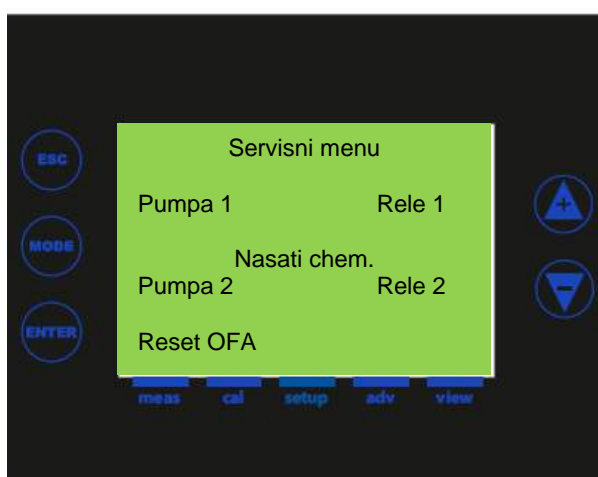 Servisni menu
ESC
Pumpa 1 Rele 1
+
MODE
Nasati chem.
Pumpa 2 Rele 2
-
ENTER
Reset OFA
meas cal setup adv view